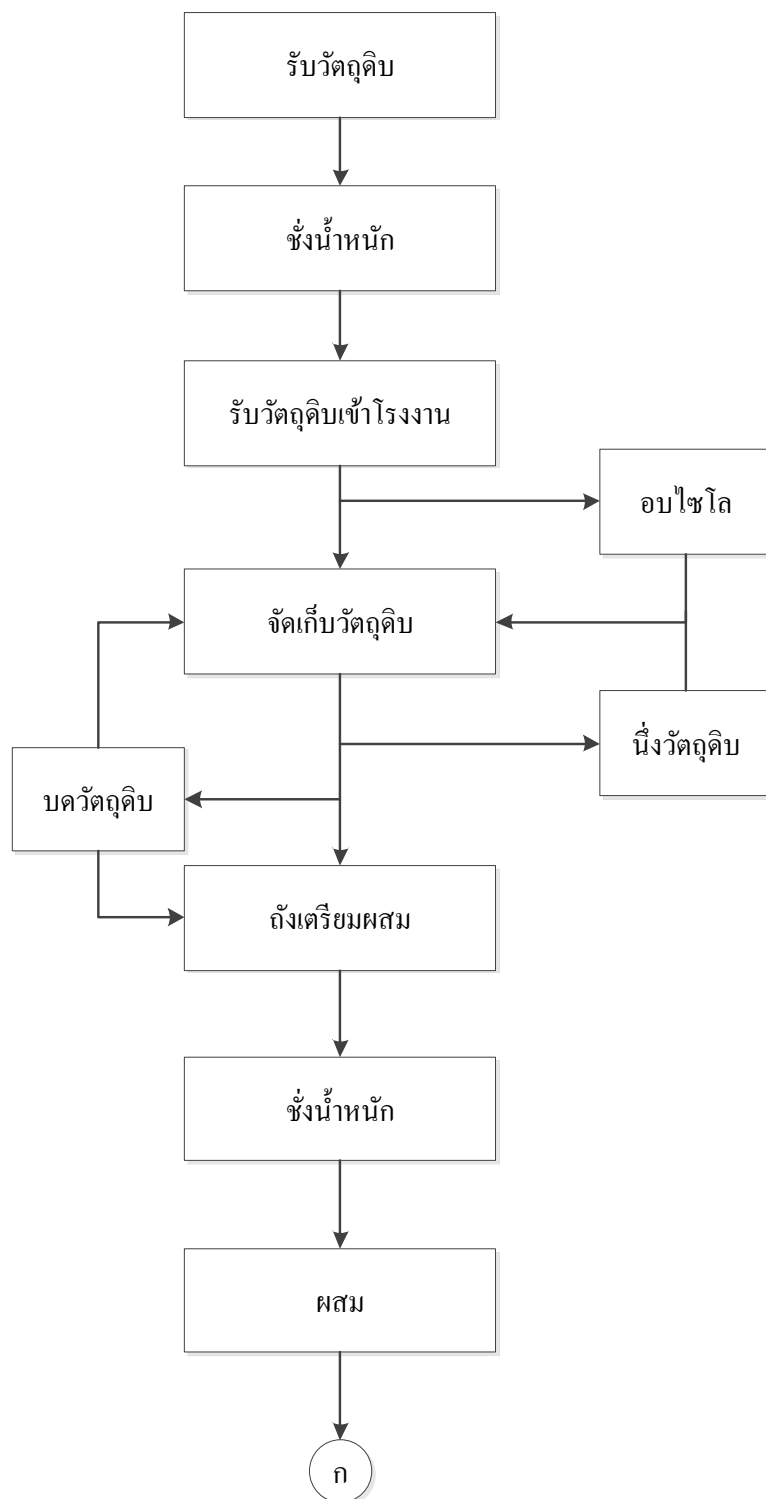 รับวัตถุดิบ
ชั่งน้ำหนัก
รับวัตถุดิบเข้าโรงงาน
อบไซโล
จัดเก็บวัตถุดิบ
นึ่งวัตถุดิบ
บดวัตถุดิบ
ถังเตรียมผสม
ชั่งน้ำหนัก
ผสม
ก